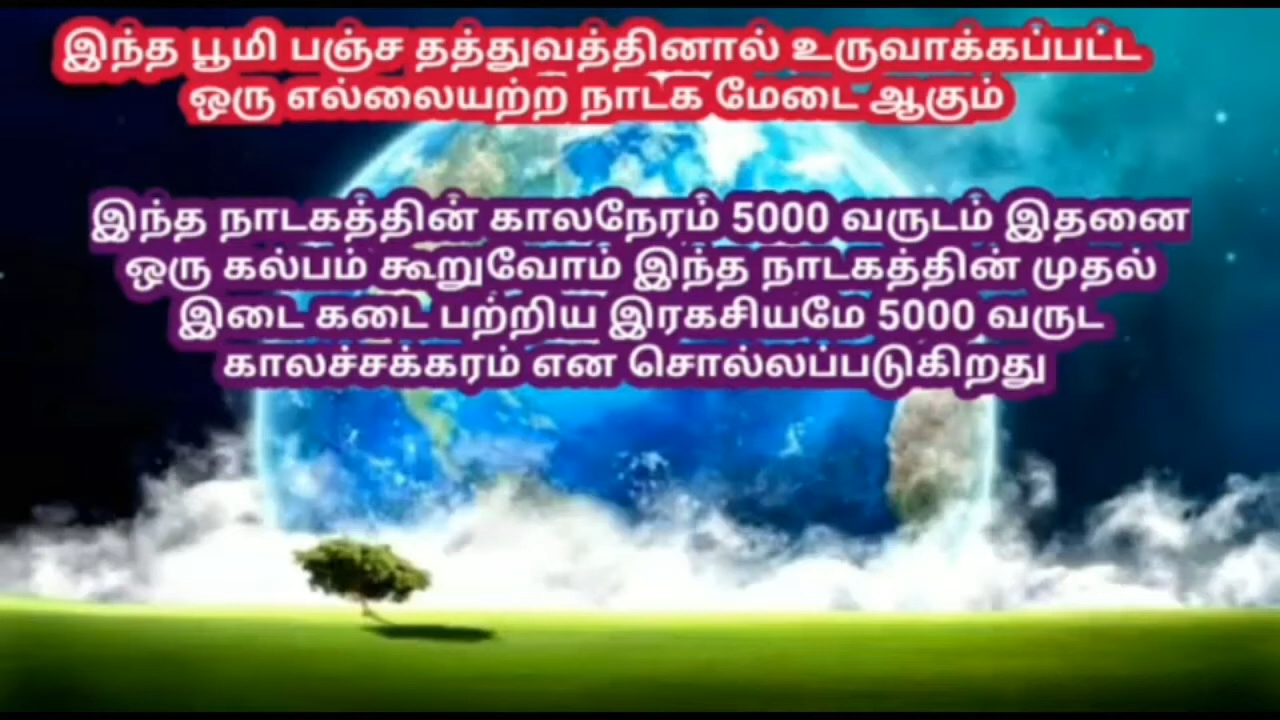 இந்த பூமி பஞ்ச தத்துவத்தினால் உருவாக்கப்பட்ட
ஒரு எல்லையற்ற நாடக மேடை ஆகும்
இந்த நாடகத்தின் காலநேரம் 5000 வருடம் இதனை
ஒரு கல்பம் கூறுவோம் இந்த நாடகத்தின் முதல்
இடை கடை பற்றிய இரகசியமே 5000 வருட
காலச்சக்கரம் என சொல்லப்படுகிறது